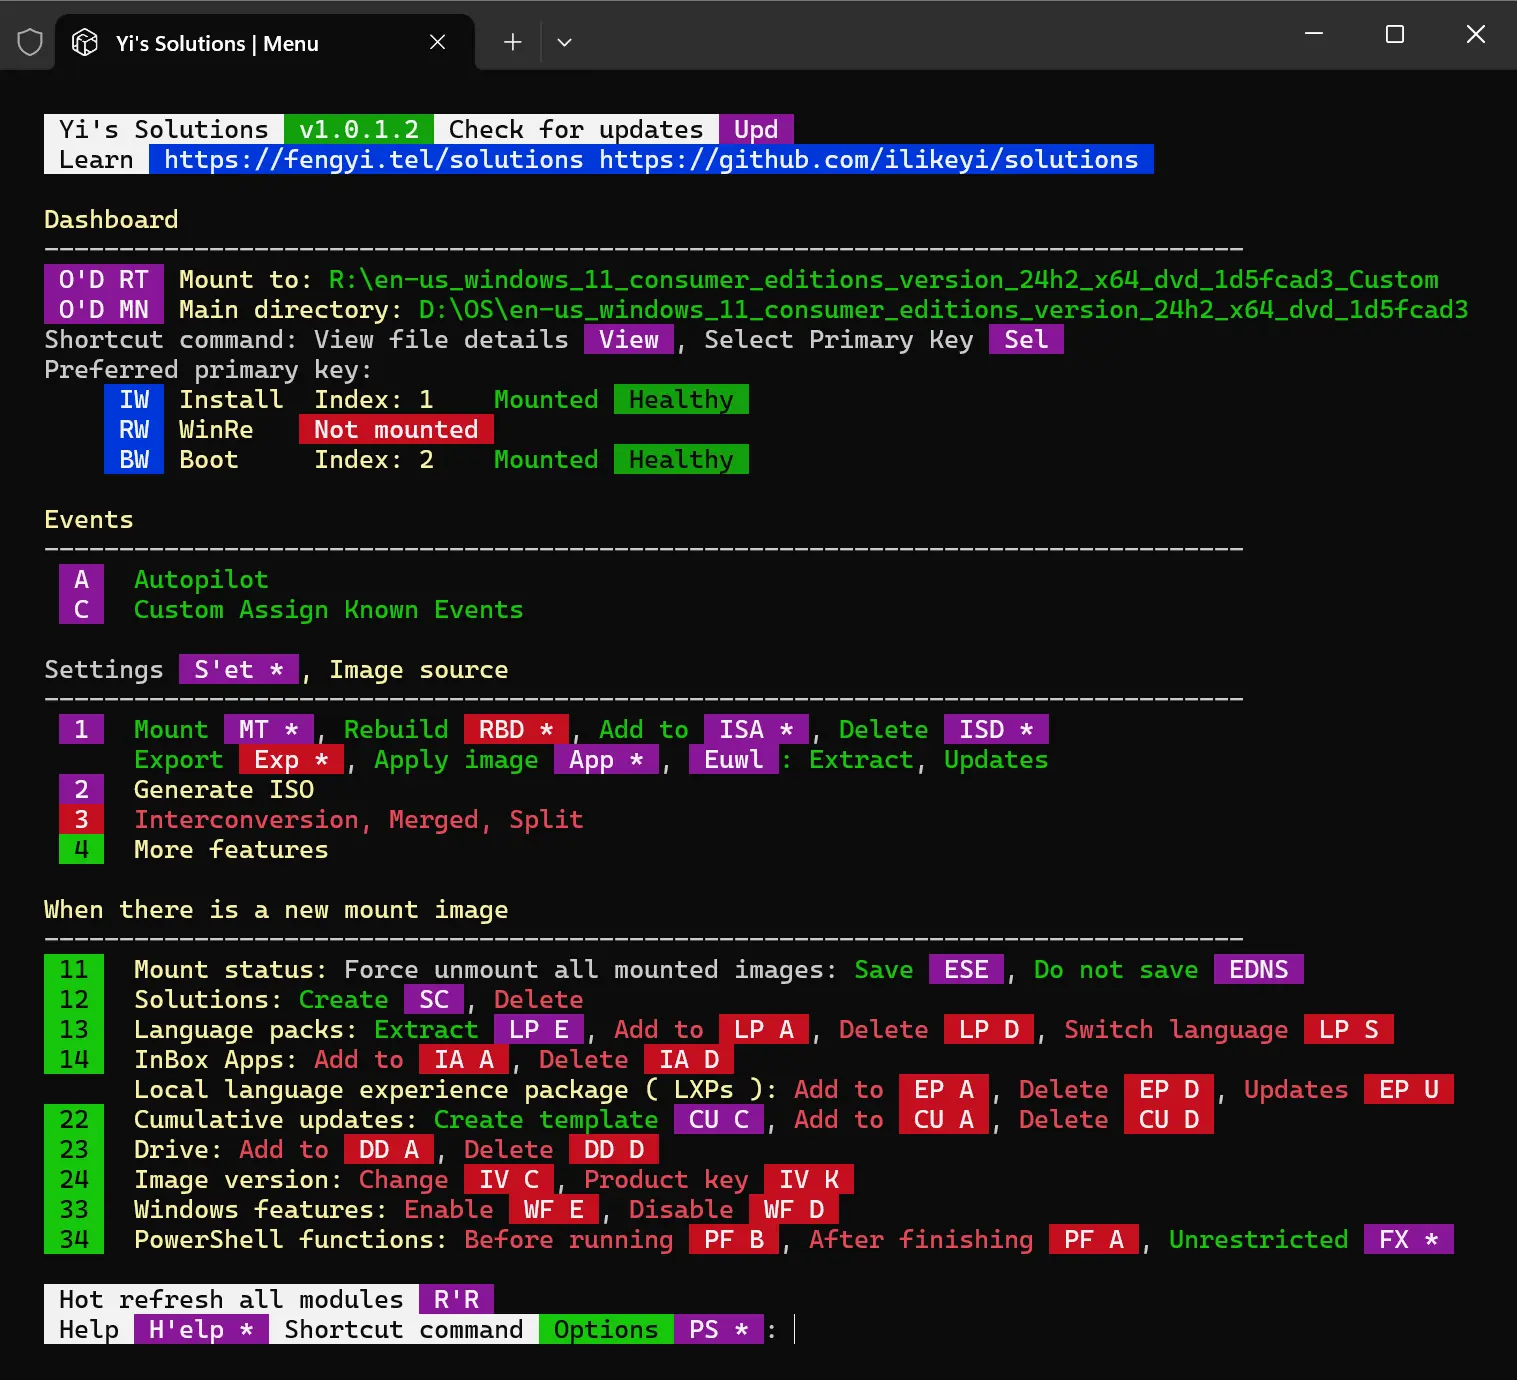 Yi's Solutions | Menu
Yi's Solutions v1.0.1.2 Check for updates Upd
Learn https://fengyi.tel/solutions https://github.com/ilikeyi/solutions
Dashboard
--------------------------------------------------------------------------------
O'D RT Mount to: R:\en-us_windows_11_consumer_editions_version_24h2_x64_dvd_1d5fcad3_Custom
O'D MN Main directory: D:\OS\en-us_windows_11_consumer_editions_version_24h2_x64_dvd_1d5fcad3
Shortcut command: View file details View , Select Primary Key Sel
Preferred primary key:
IW Install Index: 1 Mounted Healthy
RW WinRe Not mounted
BW Boot Index: 2 Mounted Healthy
Events
--------------------------------------------------------------------------------
A Autopilot
C Custom Assign Known Events
Settings S'et * , Image source
--------------------------------------------------------------------------------
1 Mount MT * , Rebuild RBD * , Add to ISA * , Delete ISD *
Export Exp * , Apply image App * , Euwl : Extract, Updates
2 Generate ISO
3 Interconversion, Merged, Split
4 More features
When there is a new mount image
--------------------------------------------------------------------------------
11 Mount status: Force unmount all mounted images: Save ESE , Do not save EDNS
12 Solutions: Create SC , Delete
13 Language packs: Extract LP E , Add to LP A , Delete LP D , Switch language LP S
14 InBox Apps: Add to IA A , Delete IA D
Local language experience package ( LXPs ): Add to EP A , Delete EP D , Updates EP U
22 Cumulative updates: Create template CU C , Add to CU A , Delete CU D
23 Drive: Add to DD A , Delete DD D
24 Image version: Change IV C , Product key IV K
33 Windows features: Enable WF E , Disable WF D
34 PowerShell functions: Before running PF B , After finishing PF A , Unrestricted FX *
Hot refresh all modules R'R
Help H'elp * Shortcut command Options PS * :